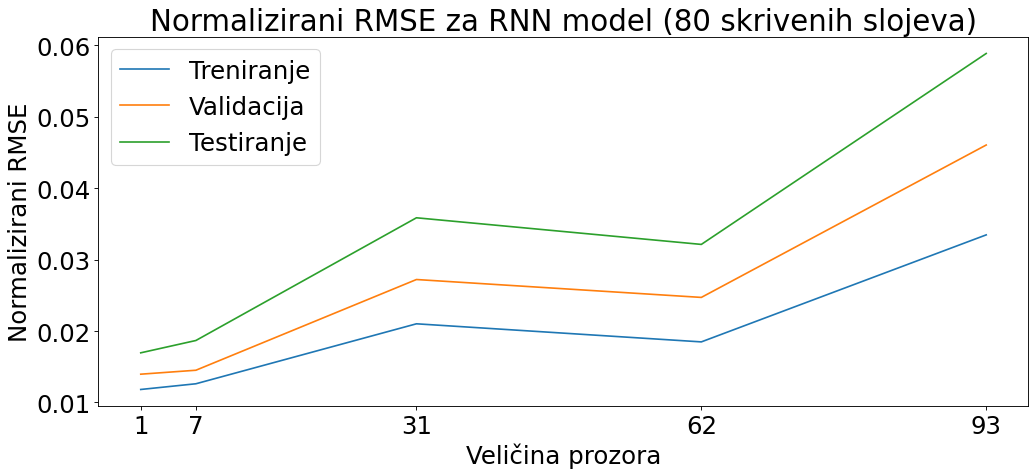 Normalizirani RMSE za RNN model (80 skrivenih slojeva)
Normalizirani RMSE
0.06
0.05
0.04
0.03
0.02
0.01
Treniranje
Validacija
Testiranje
1 7 31 62 93
Veličina prozora